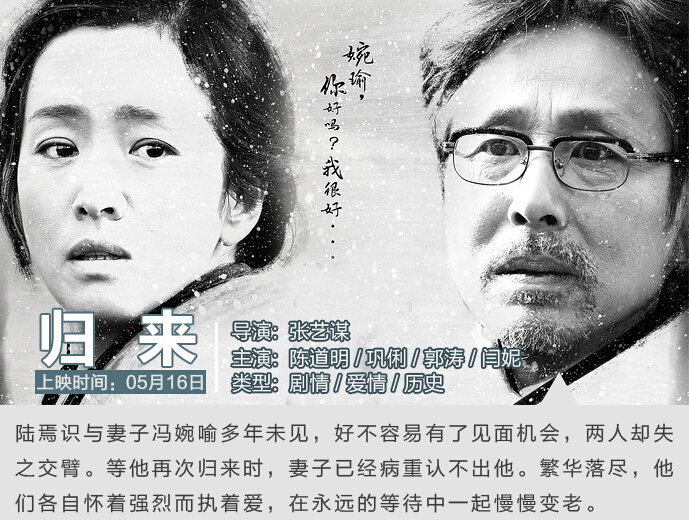 婉瑜，
你好吗？我很好...
归来
上映时间：05月16日
导演：张艺谋
主演：陈道明 / 巩俐 / 郭涛 / 闫妮
类型：剧情 / 爱情 / 历史
陆焉识与妻子冯婉喻多年未见，好不容易有了见面机会，两人却失
之交臂。等他再次归来时，妻子已经病重认不出他。繁华落尽，他
们各自怀着强烈而执着爱，在永远的等待中一起慢慢变老。